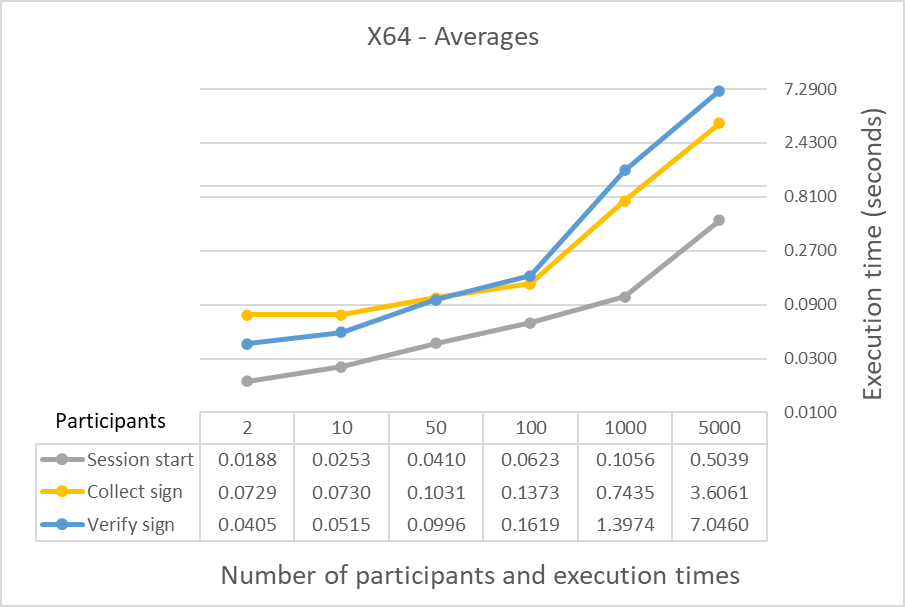 X64 - Averages
7.2900
2.4300
0.8100
0.2700
0.0900
0.0300
0.0100
Execution time (seconds)
Participants 2 10 50 100 1000 5000
Session start 0.0188 0.0253 0.0410 0.0623 0.1056 0.5039
Collect sign 0.0729 0.0730 0.1031 0.1373 0.7435 3.6061
Verify sign 0.0405 0.0515 0.0996 0.1619 1.3974 7.0460
Number of participants and execution times